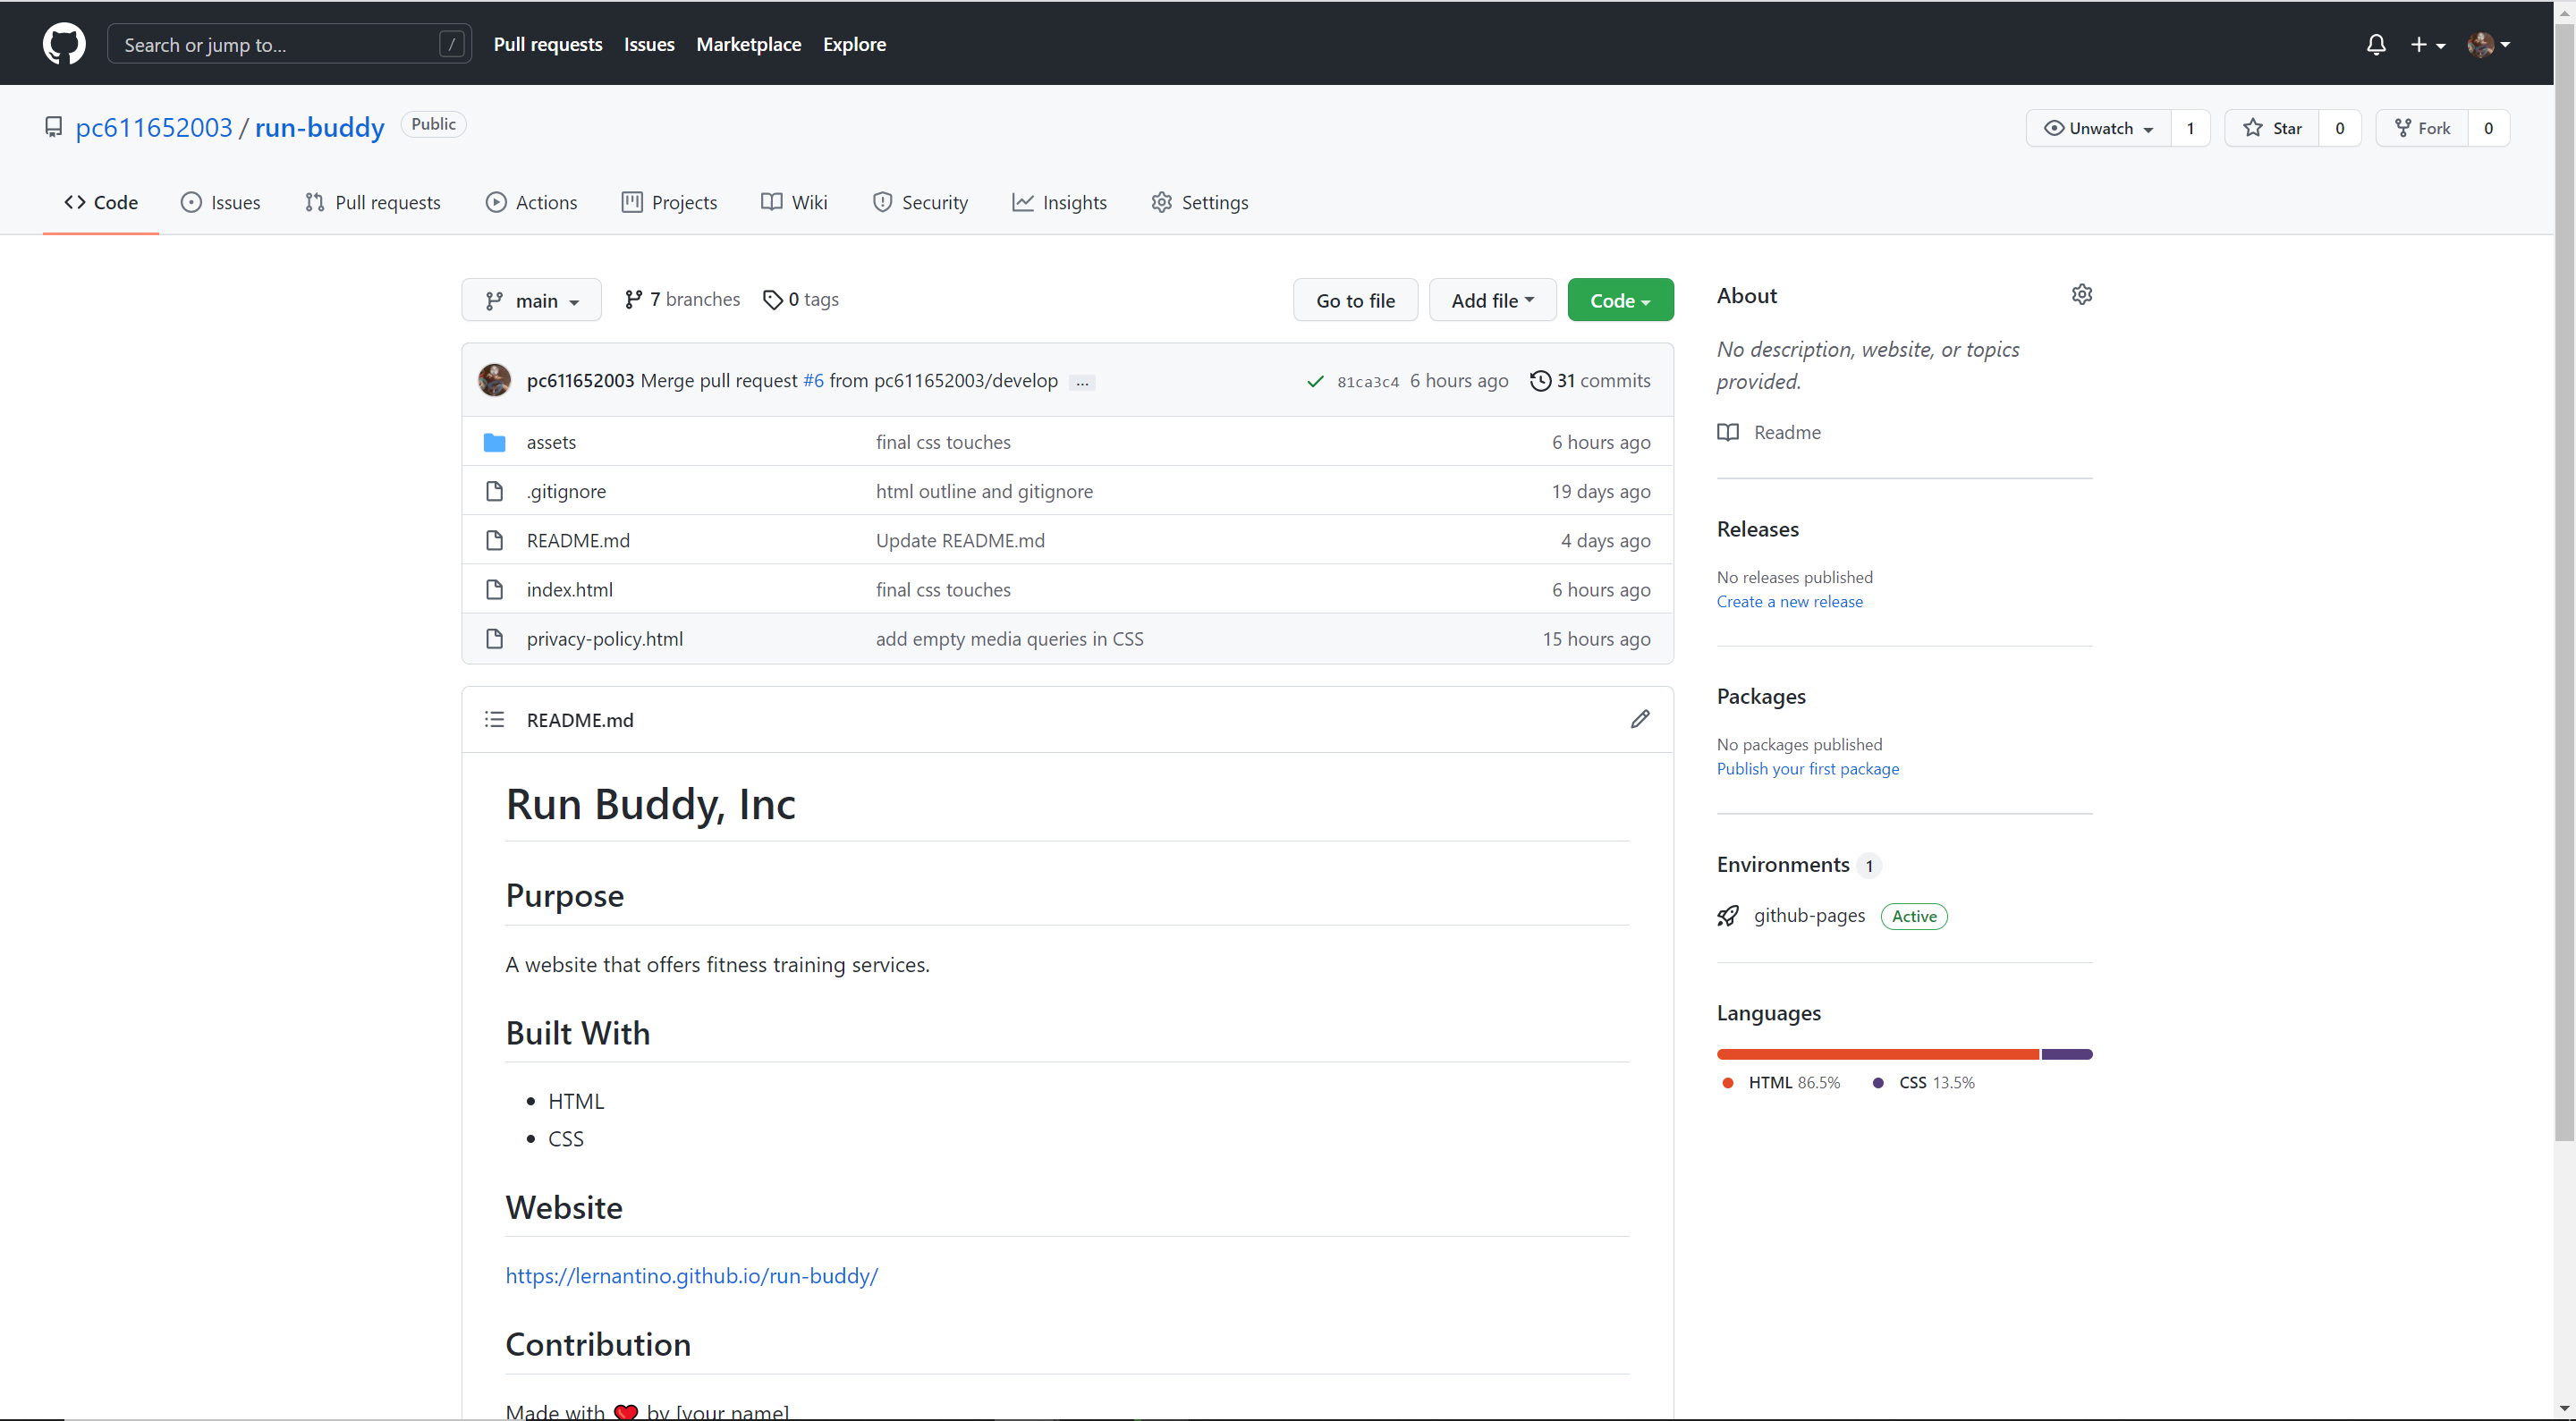 Search or jump to... /
Pull requests Issues Marketplace Explore
pc611652003 / run-buddy Public
Unwatch 1 Star 0 Fork 0
Code Issues Pull requests Actions Projects Wiki Security Insights Settings
main 7 branches 0 tags Go to file Add file Code
pc611652003 Merge pull request #6 from pc611652003/develop ... 81ca3c4 6 hours ago 31 commits
assets final css touches 6 hours ago
.gitignore html outline and gitignore 19 days ago
README.md Update README.md 4 days ago
index.html final css touches 6 hours ago
privacy-policy.html add empty media queries in CSS 15 hours ago
README.md
Run Buddy, Inc
Purpose
A website that offers fitness training services.
Built With
HTML
CSS
Website
https://lernantino.github.io/run-buddy/
Contribution
Made with ❤️ by [your name]
About
No description, website, or topics
provided.
Readme
Releases
No releases published
Create a new release
Packages
No packages published
Publish your first package
Environments 1
github-pages Active
Languages
HTML 86.5% CSS 13.5%